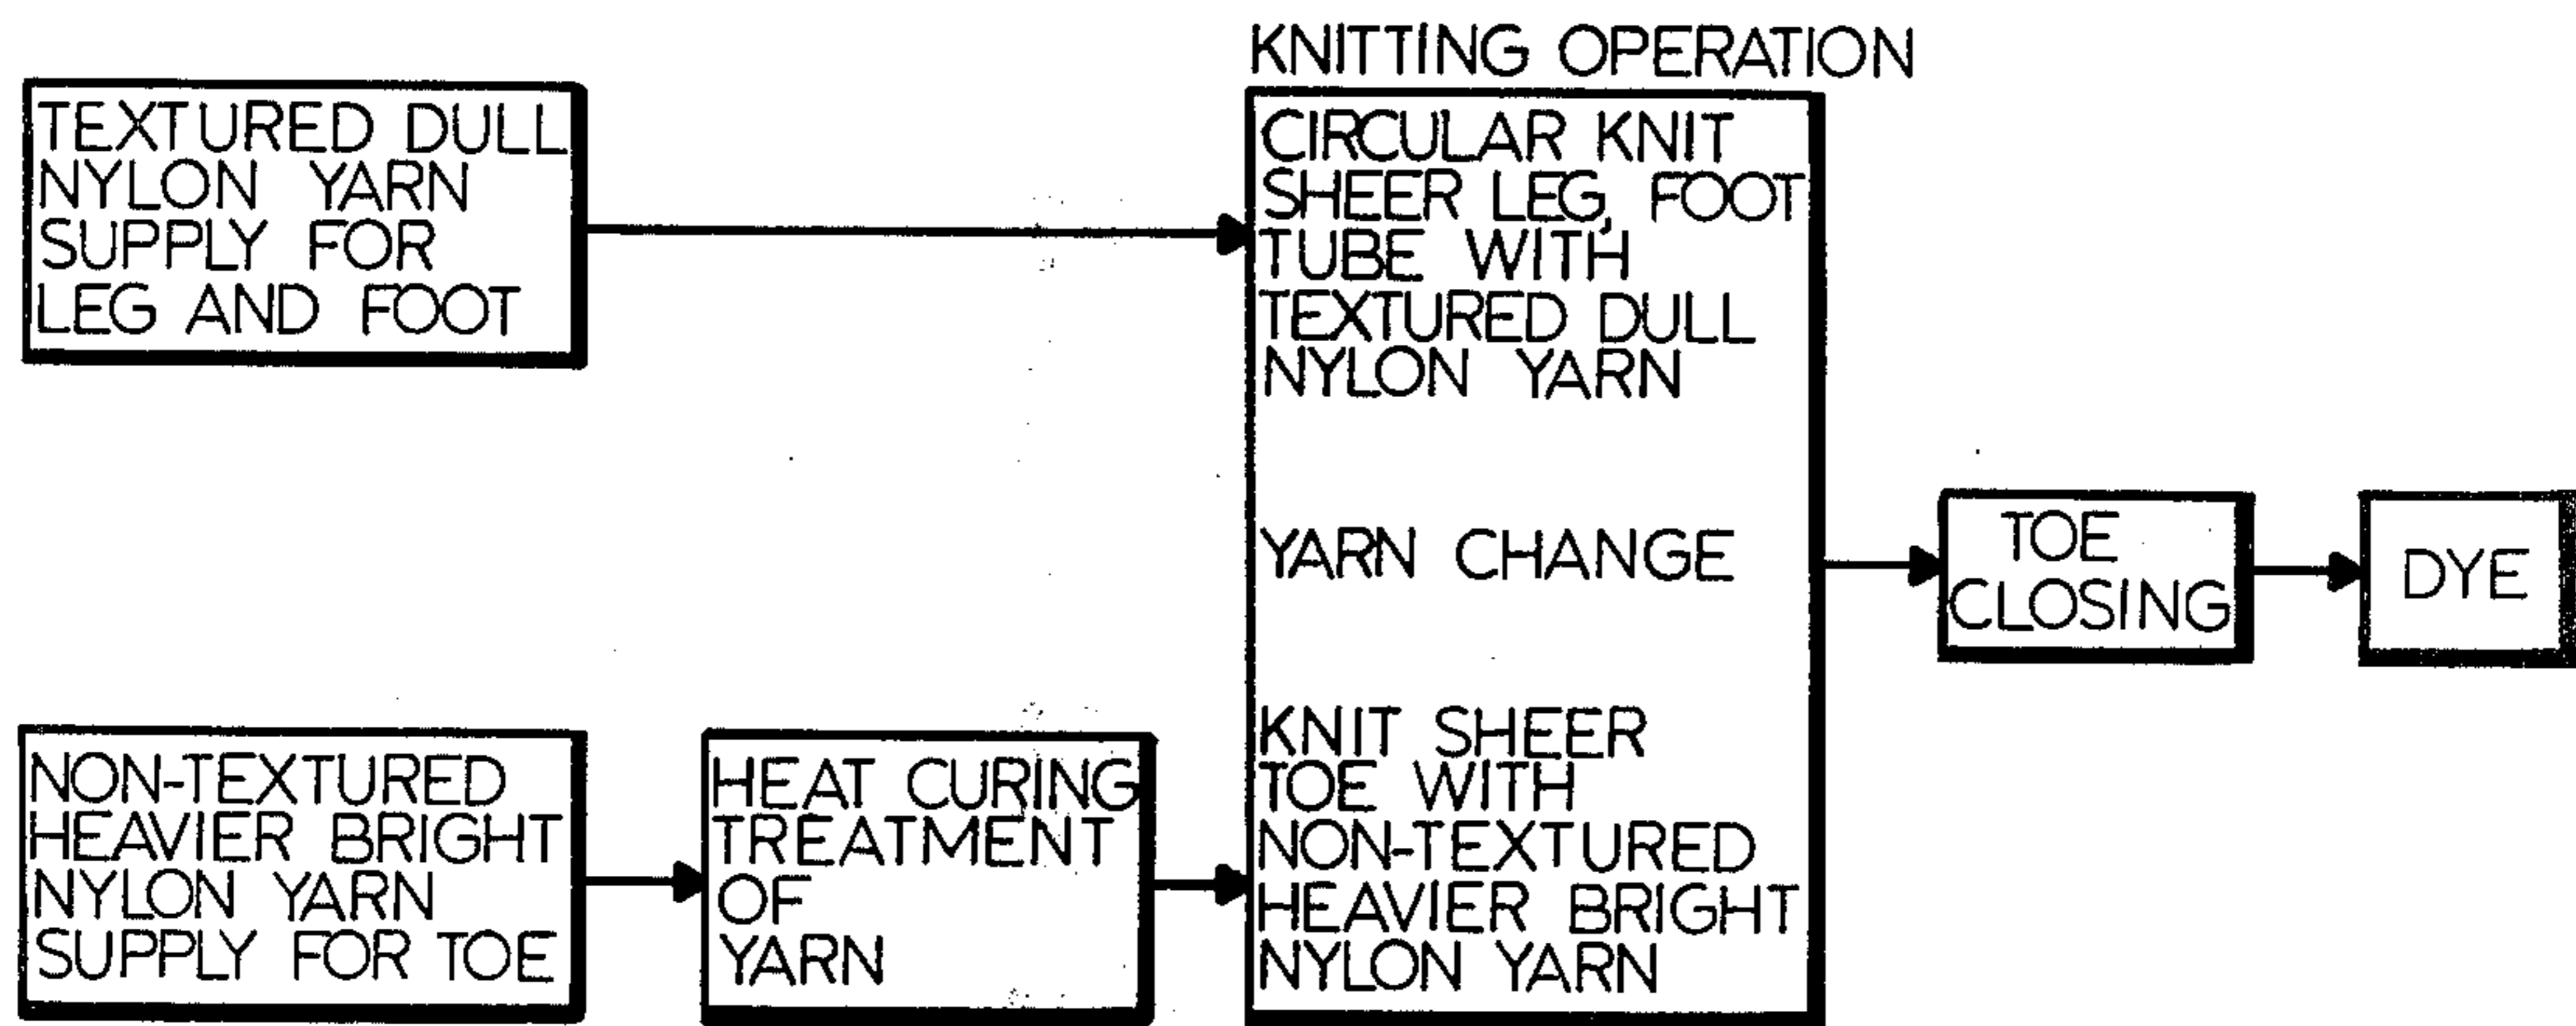 TEXTURED DULL
NYLON YARN
SUPPLY FOR
LEG AND FOOT
NON-TEXTURED
HEAVIER BRIGHT
NYLON YARN
SUPPLY FOR TOE
HEAT CURING
TREATMENT
OF
YARN
KNITTING OPERATION
CIRCULAR KNIT
SHEER LEG, FOOT
TUBE WITH
TEXTURED DULL
NYLON YARN
YARN CHANGE
KNIT SHEER
TOE WITH
NON-TEXTURED
HEAVIER BRIGHT
NYLON YARN
TOE
CLOSING
DYE